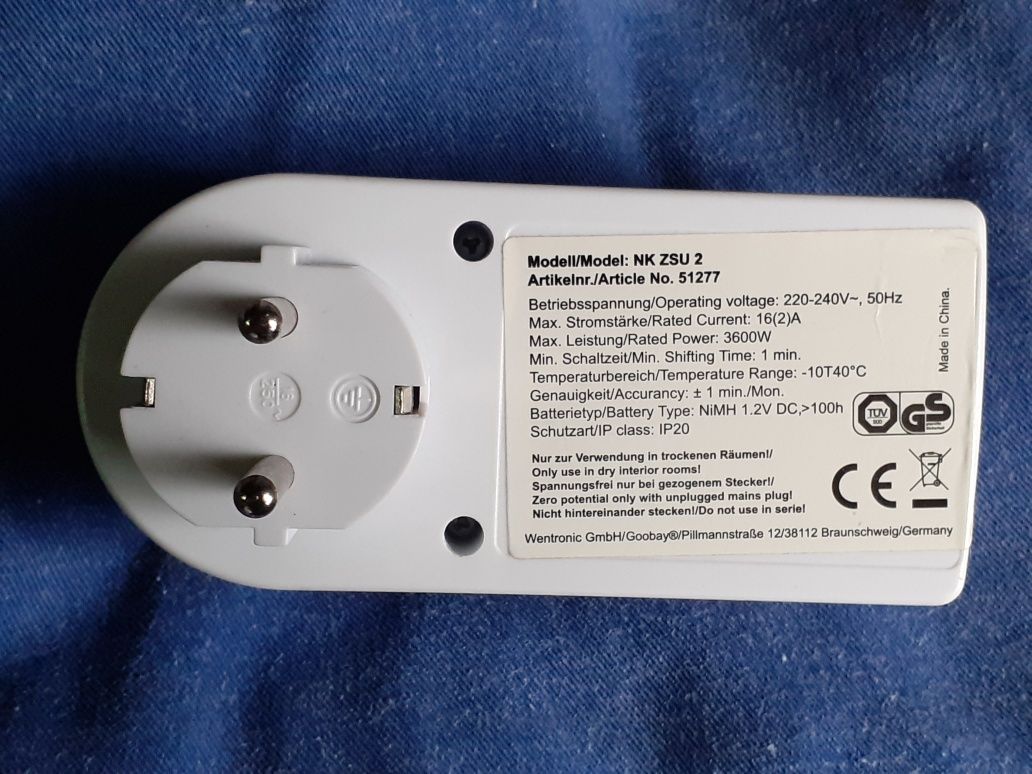 Modell/Model: NK ZSU 2
Artikelnr./Article No. 51277
Betriebsspannung/Operating voltage: 220-240V~, 50Hz
Max. Stromstärke/Rated Current: 16(2)A
Max. Leistung/Rated Power: 3600W
Min. Schaltzeit/Min. Shifting Time: 1 min.
Temperaturbereich/Temperature Range: -10T40°C
Genauigkeit/Accurancy: ± 1 min./Mon.
Batterietyp/Battery Type: NiMH 1.2V DC,>100h
Schutzart/IP class: IP20
Nur zur Verwendung in trockenen Räumen!/
Only use in dry interior rooms!
Spannungsfrei nur bei gezogenem Stecker!/
Zero potential only with unplugged mains plug!
Nicht hintereinander stecken!/Do not use in serie!
Wentronic GmbH/Goobay®/Pillmannstraße 12/38112 Braunschweig/Germany
Made in China.
TÜV
SÜD
GS
geprüfte
Sicherheit
CE
16
250